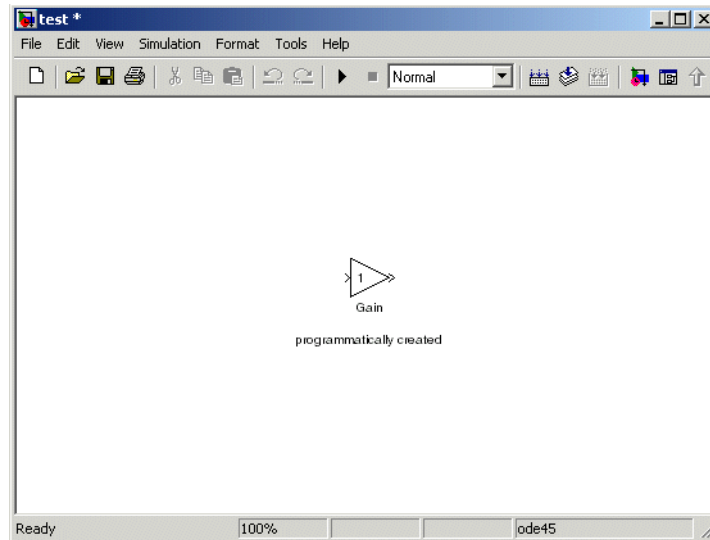 test *
File Edit View Simulation Format Tools Help
Normal
1
Gain
programmatically created
Ready 100% ode45